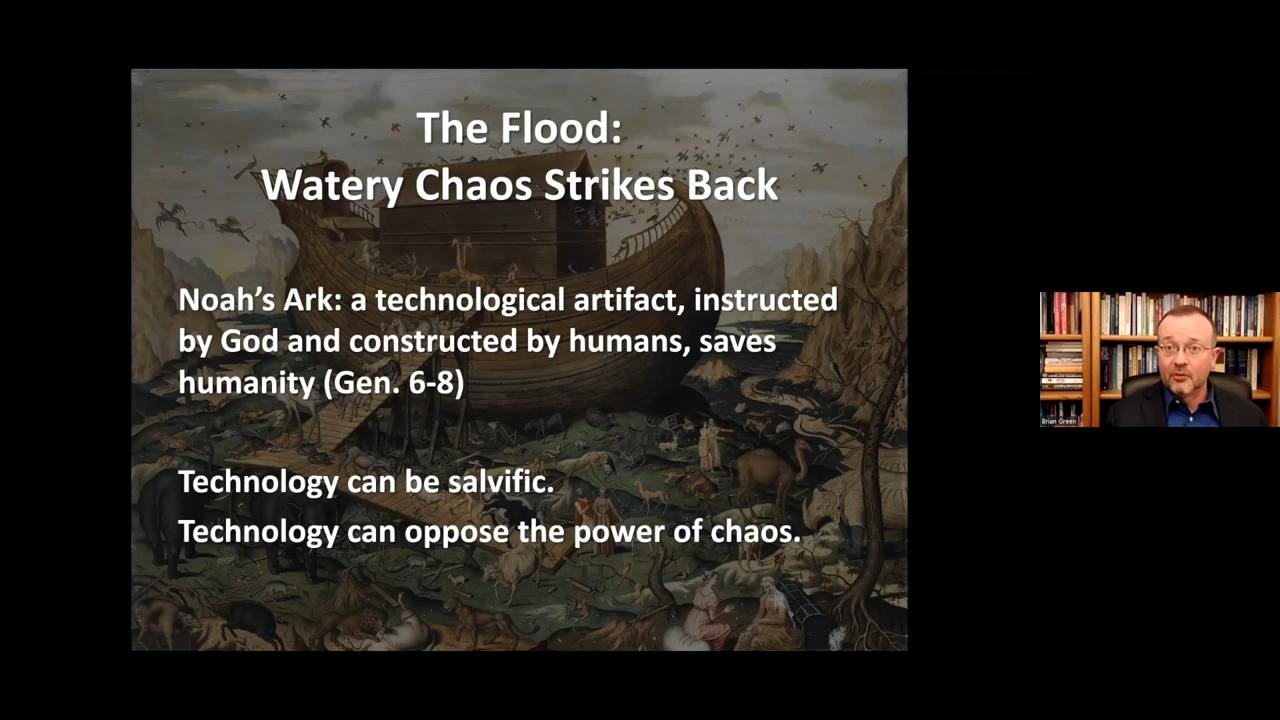 The Flood:
Watery Chaos Strikes Back
Noah’s Ark: a technological artifact, instructed
by God and constructed by humans, saves
humanity (Gen. 6-8)
Technology can be salvific.
Technology can oppose the power of chaos.
Brian Green